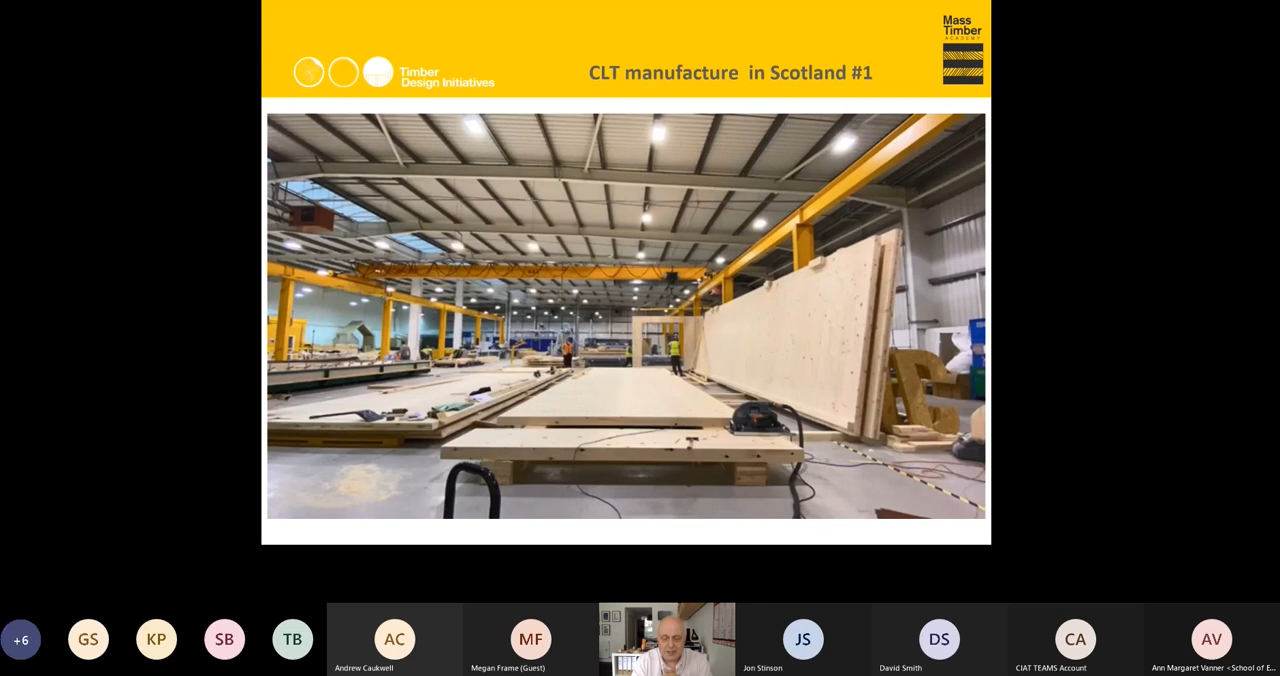 Mass
Timber
ACADEMY
Timber
Design Initiatives
CLT manufacture in Scotland #1
+6
GS
KP
SB
TB
AC
Andrew Caukwell
MF
Megan Frame (Guest)
JS
Jon Stinson
DS
David Smith
CA
CIAT TEAMS Account
AV
Ann Margaret Vanner <School of E...